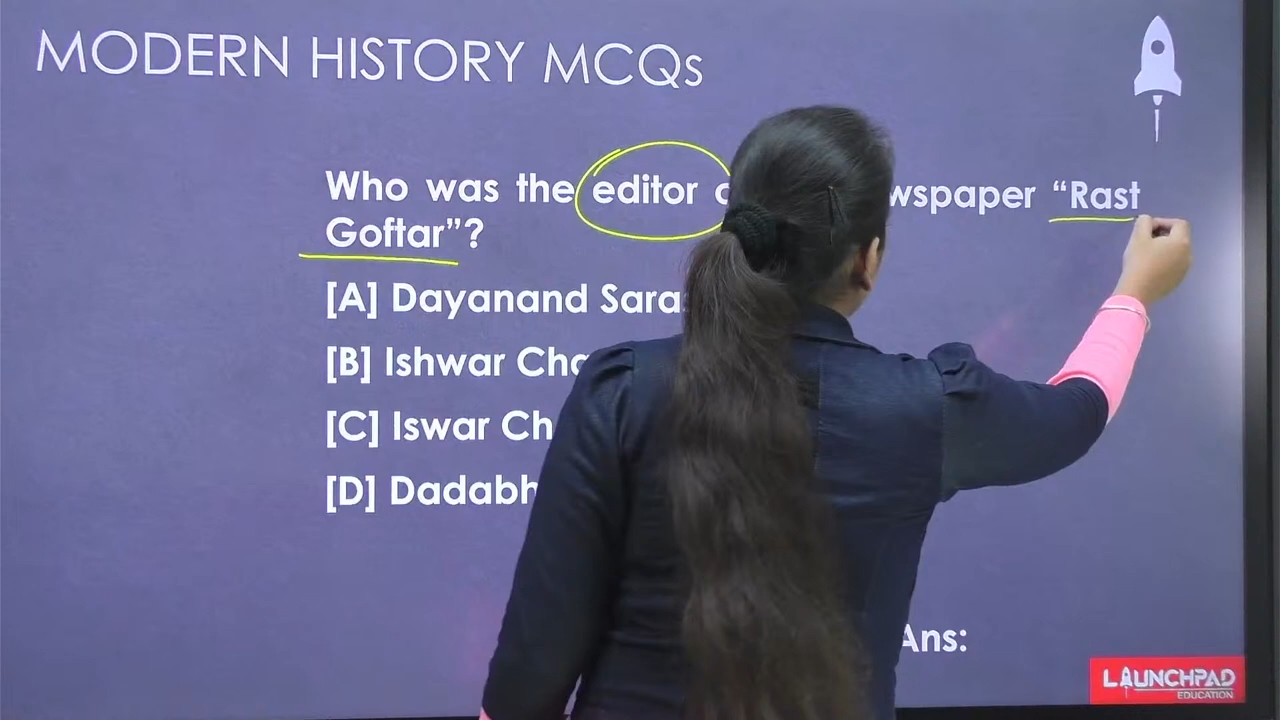 MODERN HISTORY MCQs
Who was the editor wspaper “Rast
Goftar”?
[A] Dayanand Sara
[B] Ishwar Cha
[C] Iswar Ch
[D] Dadabh
Ans:
LAUNCHPAD
EDUCATION